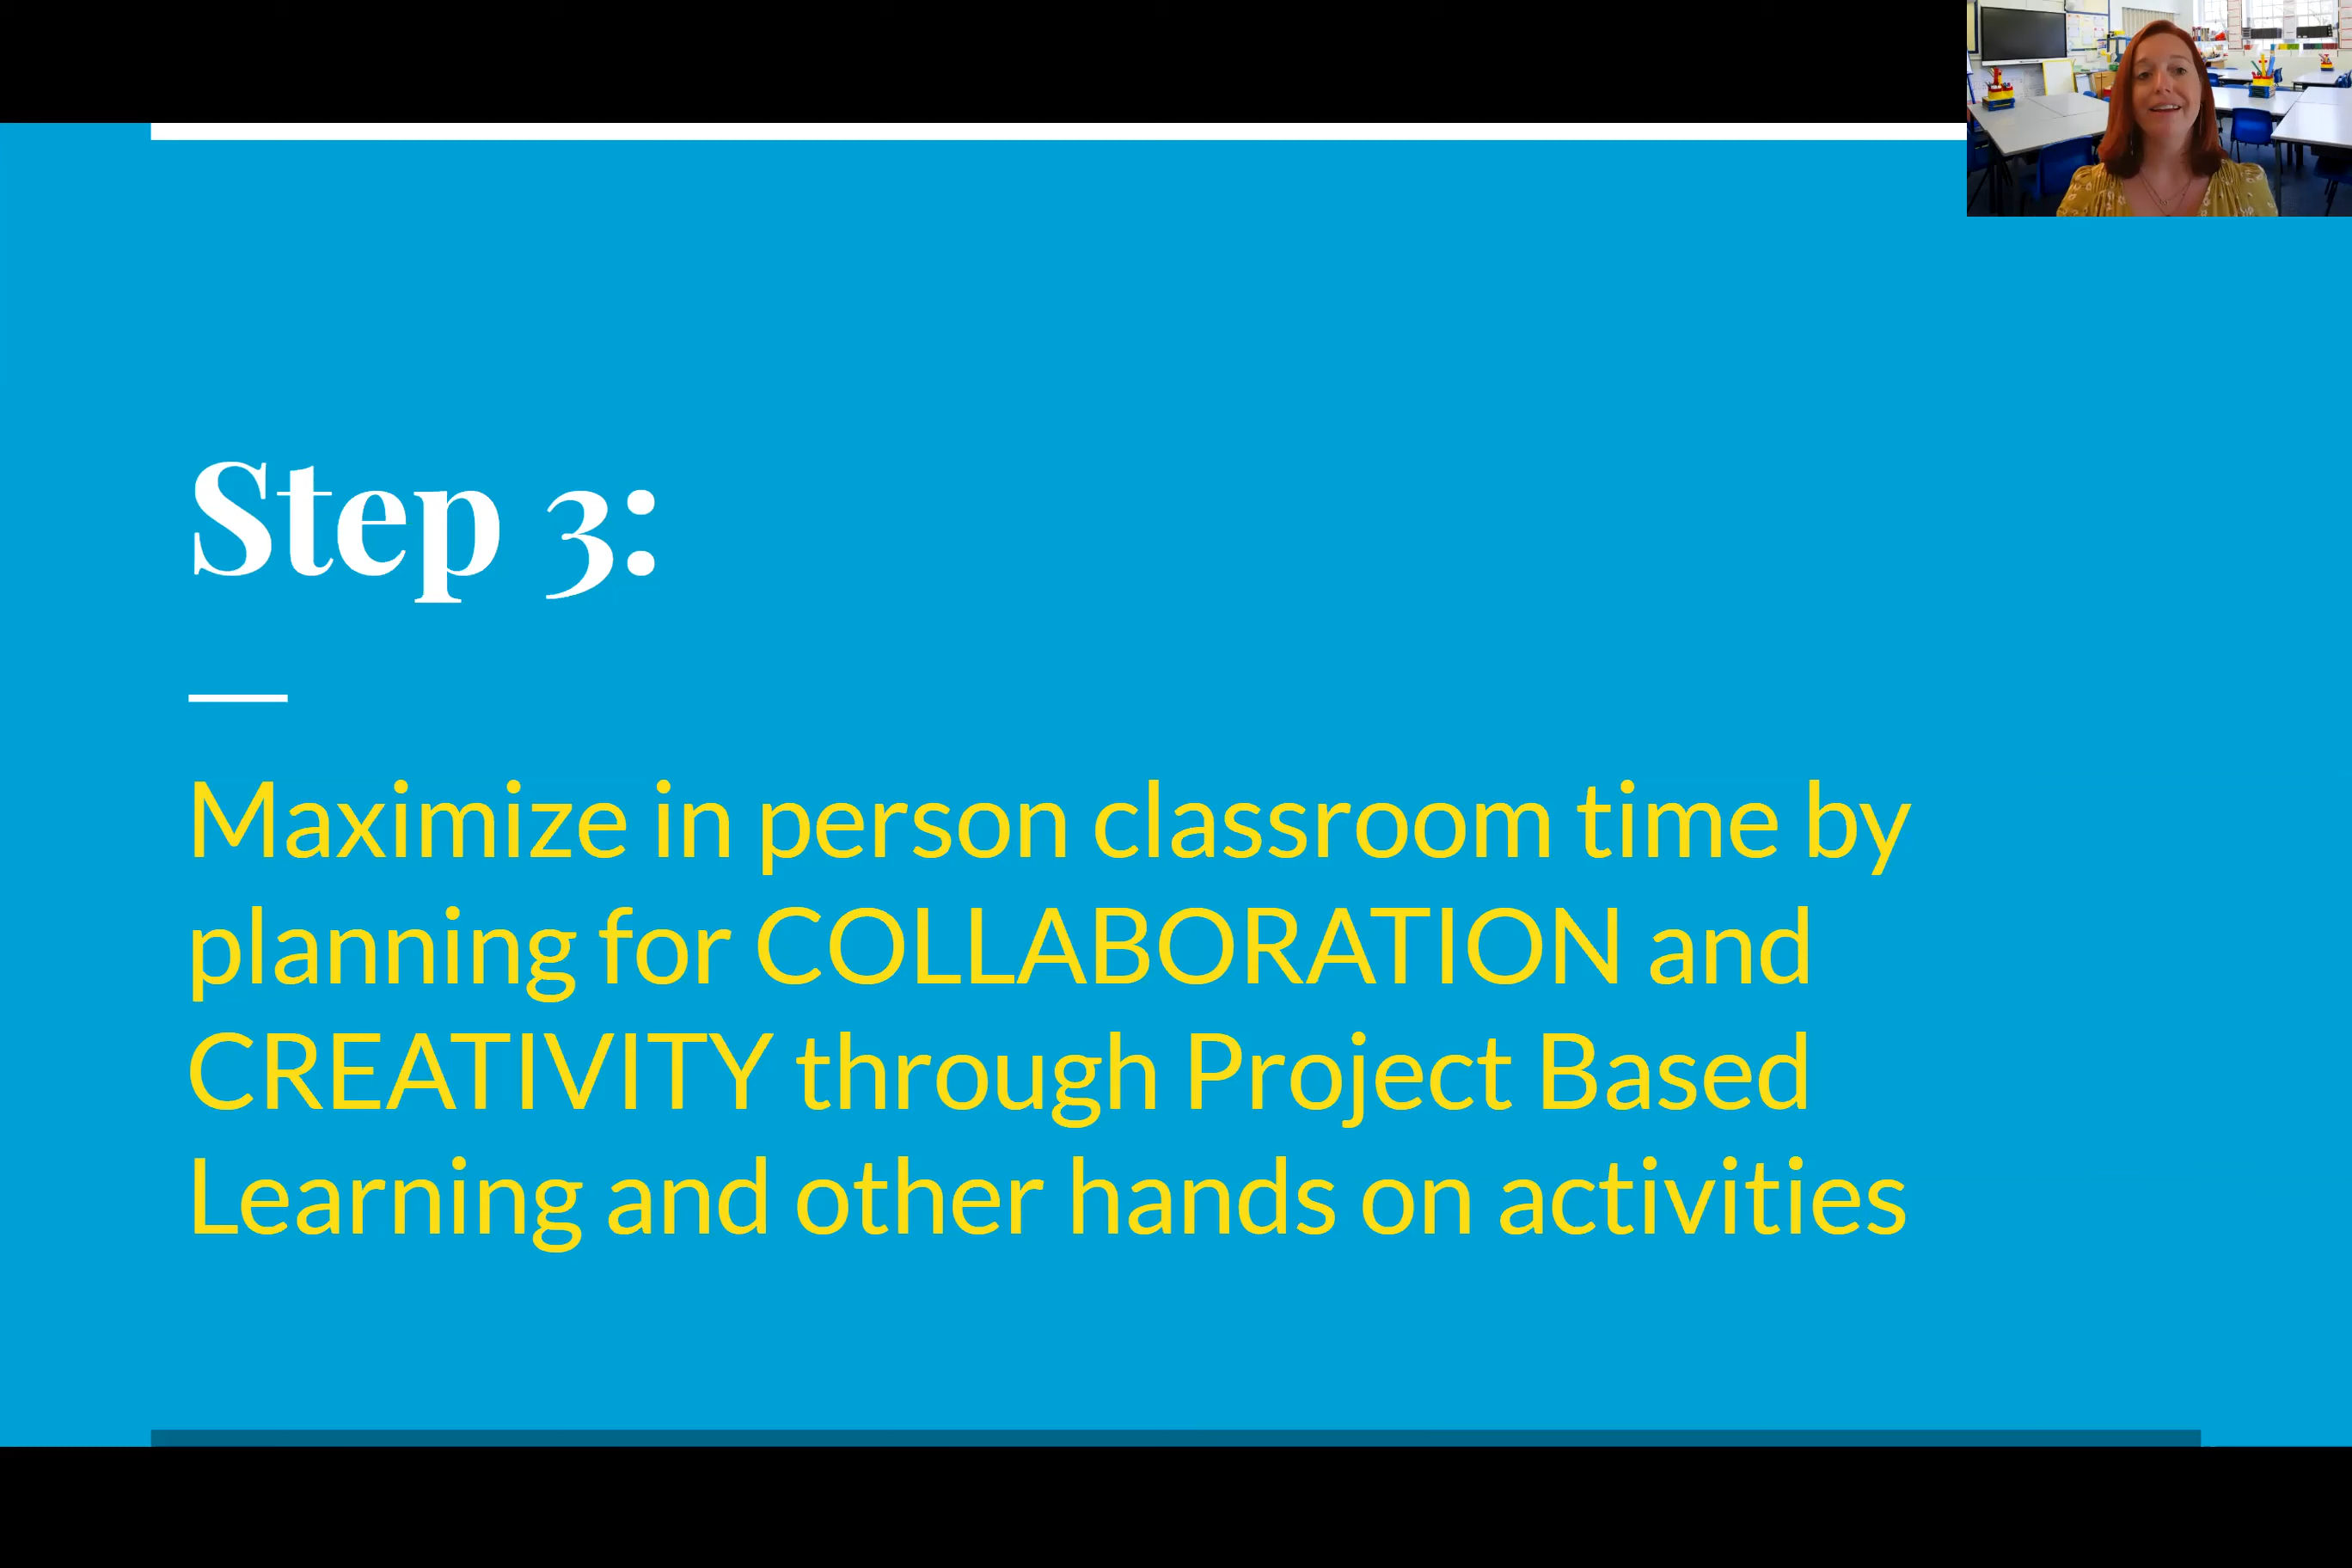 Step 3:
Maximize in person classroom time by
planning for COLLABORATION and
CREATIVITY through Project Based
Learning and other hands on activities